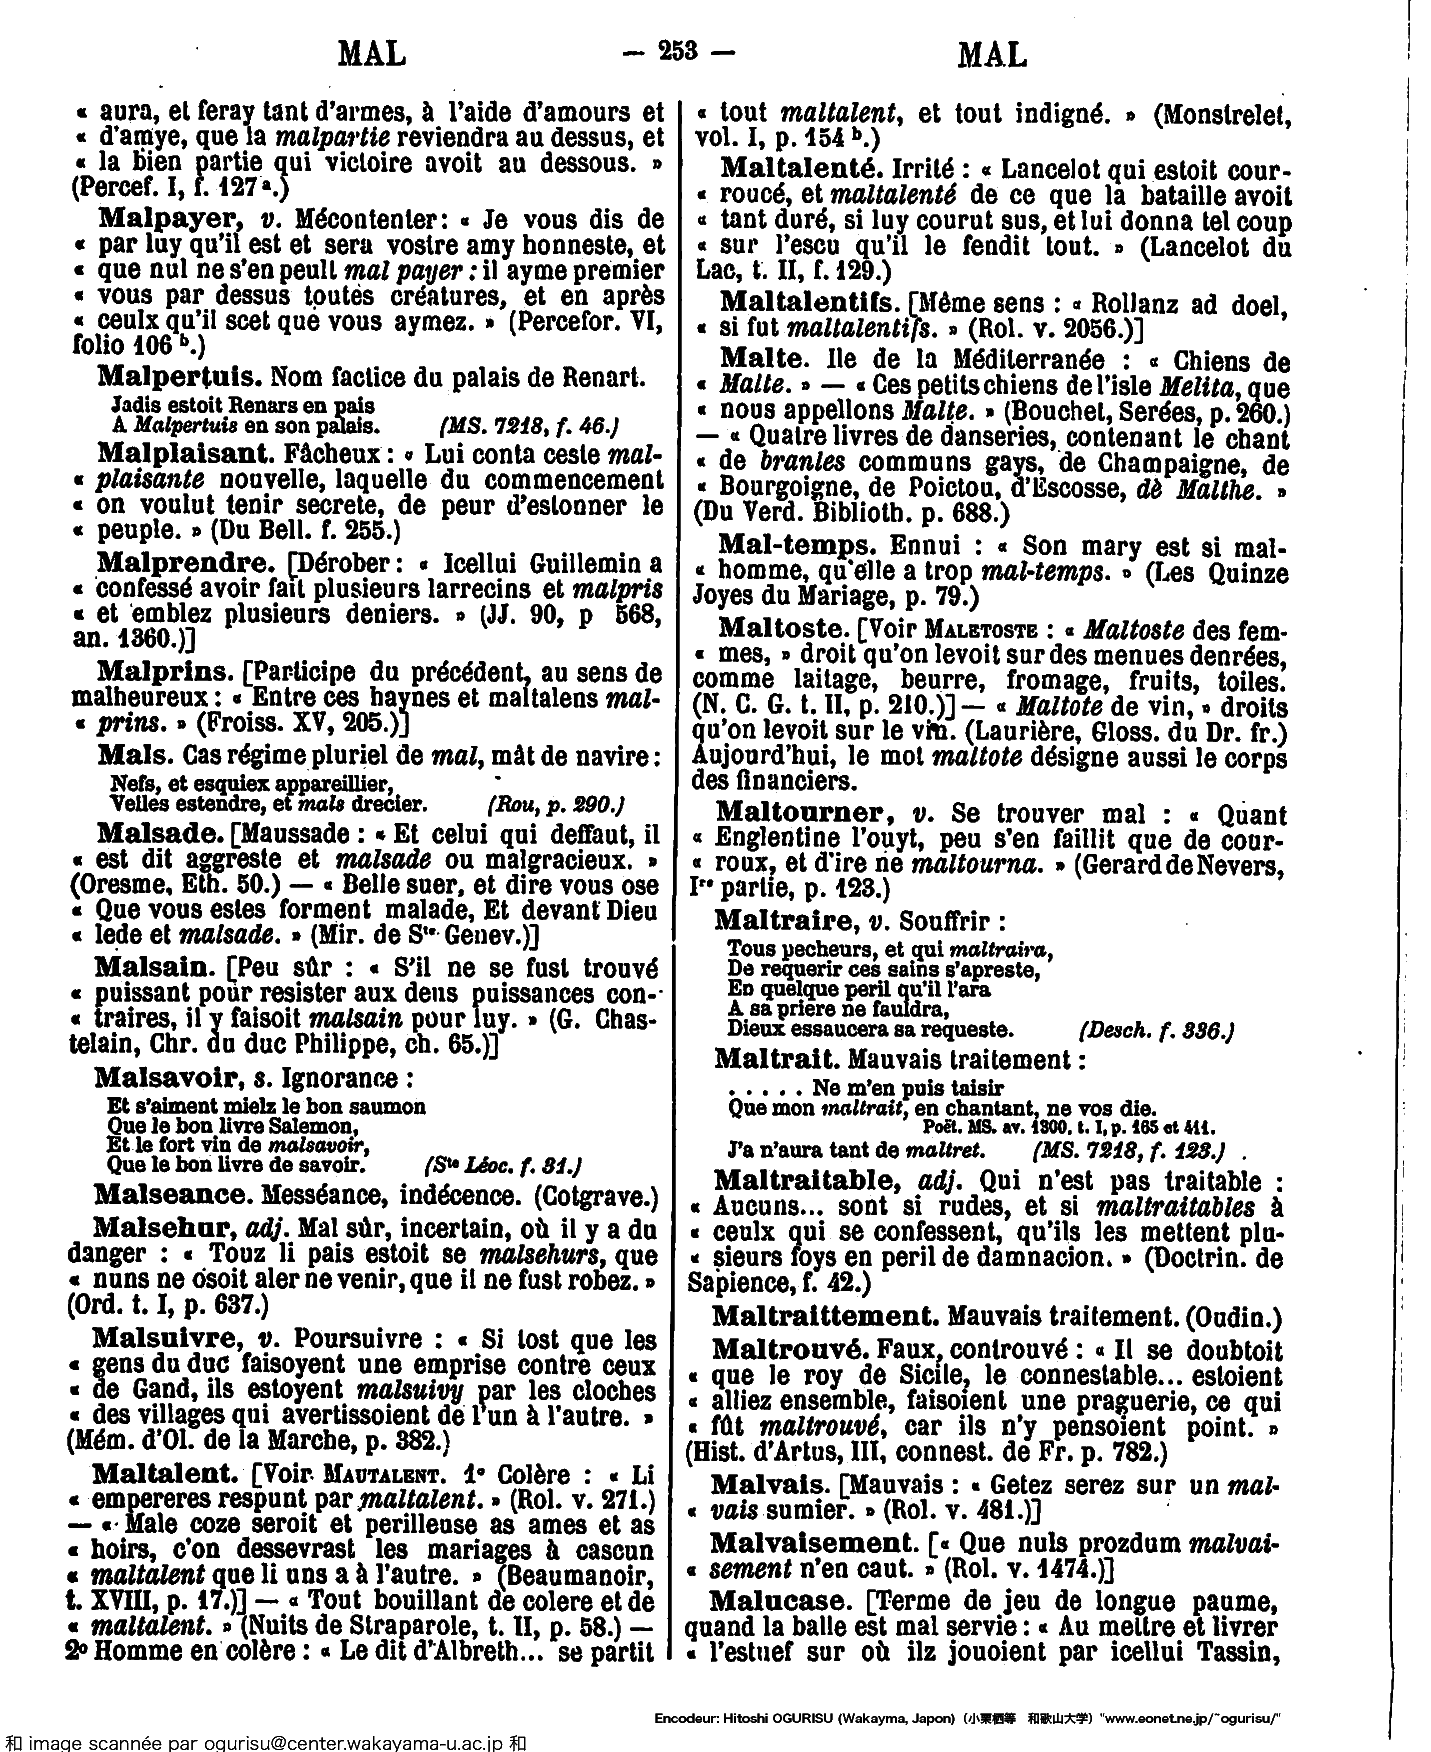 MAL — 253 — MAL
« aura, et feray tant d'armes, à l'aide d'amours et
« d'amye, que la malpartie reviendra au dessus, et
« la bien partie qui victoire avoit au dessous. »
(Percef. I, f. 127 a.)
Malpayer, v. Mécontenter: « Je vous dis de
« par luy qu'il est et sera vostre amy honneste, et
« que nul ne s'en peult mal payer : il ayme premier
« vous par dessus toutes créatures, et en après
« ceulx qu'il scet que vous aymez. » (Percefor. VI,
folio 106 b.)
Malpertuis. Nom factice du palais de Renart.
Jadis estoit Renars en pais
A Malpertuis en son palais. (MS. 7218, f. 46.)
Malplaisant. Fâcheux : « Lui conta ceste mal-
« plaisante nouvelle, laquelle du commencement
« on voulut tenir secrete, de peur d'estonner le
« peuple. » (Du Bell. f. 255.)
Malprendre. [Dérober : « Icellui Guillemin a
« confessé avoir fait plusieurs larrecins et malpris
« et emblez plusieurs deniers. » (JJ. 90, p 568,
an. 1360.)]
Malprins. [Participe du précédent, au sens de
malheureux : « Entre ces haynes et maltalens mal-
« prins. » (Froiss. XV, 205.)]
Mals. Cas régime pluriel de mal, mât de navire :
Nefs, et esquiex appareillier,
Velles estendre, et mals drecier. (Rou, p. 290.)
Malsade. [Maussade : « Et celui qui deffaut, il
« est dit aggreste et malsade ou malgracieux. »
(Oresme, Eth. 50.) — « Belle suer, et dire vous ose
« Que vous estes forment malade, Et devant Dieu
« lede et malsade. » (Mir. de Ste Genev.)]
Malsain. [Peu sûr : « S'il ne se fust trouvé
« puissant pour resister aux deus puissances con-
« traires, il y faisoit malsain pour luy. » (G. Chas-
telain, Chr. du duc Philippe, ch. 65.)]
Malsavoir, s. Ignorance :
Et s'aiment mielz le bon saumon
Que le bon livre Salemon,
Et le fort vin de malsavoir,
Que le bon livre de savoir. (Ste Léoc. f. 31.)
Malseance. Messéance, indécence. (Cotgrave.)
Malsehur, adj. Mal sûr, incertain, où il y a du
danger : « Touz li pais estoit se malsehurs, que
« nuns ne osoit aler ne venir, que il ne fust robez. »
(Ord. t. I, p. 637.)
Malsuivre, v. Poursuivre : « Si tost que les
« gens du duc faisoyent une emprise contre ceux
« de Gand, ils estoyent malsuivy par les cloches
« des villages qui avertissoient de l'un à l'autre. »
(Mém. d'Ol. de la Marche, p. 382.)
Maltalent. [Voir MAUTALENT. 1° Colère : « Li
« empereres respunt par maltalent. » (Rol. v. 271.)
— « Male coze seroit et perilleuse as ames et as
« hoirs, c'on dessevrast les mariages à cascun
« maltalent que li uns a à l'autre. » (Beaumanoir,
t. XVIII, p. 17.)] — « Tout bouillant de colere et de
« maltalent. » (Nuits de Straparole, t. II, p. 58.) —
2° Homme en colère : « Le dit d'Albreth... se partit
« tout maltalent, et tout indigné. » (Monstrelet,
vol. I, p. 154 b.)
Maltalenté. Irrité : « Lancelot qui estoit cour-
« roucé, et maltalenté de ce que la bataille avoit
« tant duré, si luy courut sus, et lui donna tel coup
« sur l'escu qu'il le fendit tout. » (Lancelot du
Lac, t. II, f. 129.)
Maltalentifs. [Même sens : « Rollanz ad doel,
« si fut maltalentifs. » (Rol. v. 2056.)]
Malte. Ile de la Méditerranée : « Chiens de
« Malte. » — « Ces petits chiens de l'isle Melita, que
« nous appellons Malte. » (Bouchet, Serées, p. 260.)
— « Quatre livres de danseries, contenant le chant
« de branles communs gays, de Champaigne, de
« Bourgoigne, de Poictou, d'Escosse, dè Malthe. »
(Du Verd. Biblioth. p. 688.)
Mal-temps. Ennui : « Son mary est si mal-
« homme, qu'elle a trop mal-temps. » (Les Quinze
Joyes du Mariage, p. 79.)
Maltoste. [Voir MALETOSTE : « Maltoste des fem-
« mes, » droit qu'on levoit sur des menues denrées,
comme laitage, beurre, fromage, fruits, toiles.
(N. C. G. t. II, p. 210.)] — « Maltote de vin, » droits
qu'on levoit sur le vin. (Laurière, Gloss. du Dr. fr.)
Aujourd'hui, le mot maltote désigne aussi le corps
des financiers.
Maltourner, v. Se trouver mal : « Quant
« Englentine l'ouyt, peu s'en faillit que de cour-
« roux, et d'ire ne maltourna. » (Gerard de Nevers,
Ire partie, p. 123.)
Maltraire, v. Souffrir :
Tous pecheurs, et qui maltraira,
De requerir ces sains s'apreste,
En quelque peril qu'il l'ara
A sa priere ne fauldra,
Dieux essaucera sa requeste. (Desch. f. 336.)
Maltrait. Mauvais traitement :
. . . . . Ne m'en puis taisir
Que mon maltrait, en chantant, ne vos die.
Poët. MS. av. 1300, t. I, p. 165 et 411.
J'a n'aura tant de maltret. (MS. 7218, f. 123.)
Maltraitable, adj. Qui n'est pas traitable :
« Aucuns... sont si rudes, et si maltraitables à
« ceulx qui se confessent, qu'ils les mettent plu-
« sieurs foys en peril de damnacion. » (Doctrin. de
Sapience, f. 42.)
Maltraittement. Mauvais traitement. (Oudin.)
Maltrouvé. Faux, controuvé : « Il se doubtoit
« que le roy de Sicile, le connestable... estoient
« alliez ensemble, faisoient une praguerie, ce qui
« fût maltrouvé, car ils n'y pensoient point. »
(Hist. d'Artus, III, connest. de Fr. p. 782.)
Malvais. [Mauvais : « Getez serez sur un mal-
« vais sumier. » (Rol. v. 481.)]
Malvaisement. [« Que nuls prozdum malvai-
« sement n'en caut. » (Rol. v. 1474.)]
Malucase. [Terme de jeu de longue paume,
quand la balle est mal servie : « Au mettre et livrer
« l'estuef sur où ilz jouoient par icellui Tassin,
Encodeur: Hitoshi OGURISU (Wakayma, Japon) (小栗栖等 和歌山大学) "www.eonet.ne.jp/~ogurisu/"
和 image scannée par ogurisu@center.wakayama-u.ac.jp 和